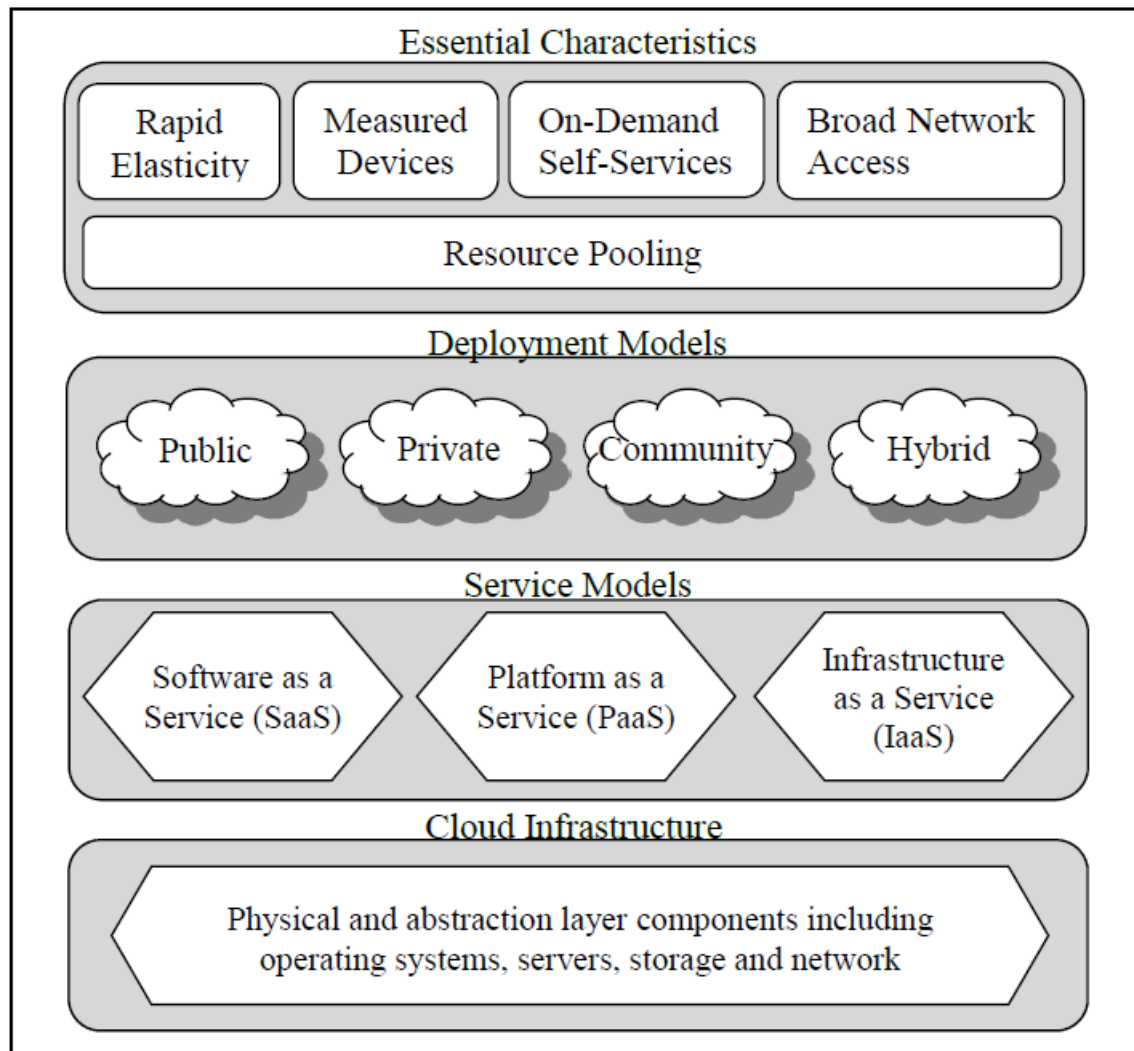 Essential Characteristics
Rapid
Elasticity
Measured
Devices
On-Demand
Self-Services
Broad Network
Access
Resource Pooling
Deployment Models
Public
Private
Community
Hybrid
Service Models
Software as a
Service (SaaS)
Platform as a
Service (PaaS)
Infrastructure
as a Service
(IaaS)
Cloud Infrastructure
Physical and abstraction layer components including
operating systems, servers, storage and network